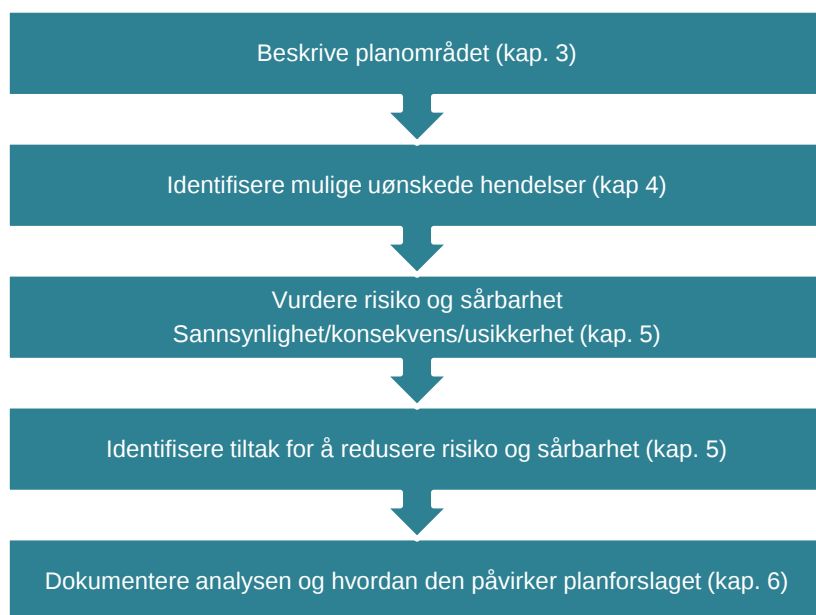 Beskrive planområdet (kap. 3)
Identifisere mulige uønskede hendelser (kap 4)
Vurdere risiko og sårbarhet
Sannsynlighet/konsekvens/usikkerhet (kap. 5)
Identifisere tiltak for å redusere risiko og sårbarhet (kap. 5)
Dokumentere analysen og hvordan den påvirker planforslaget (kap. 6)